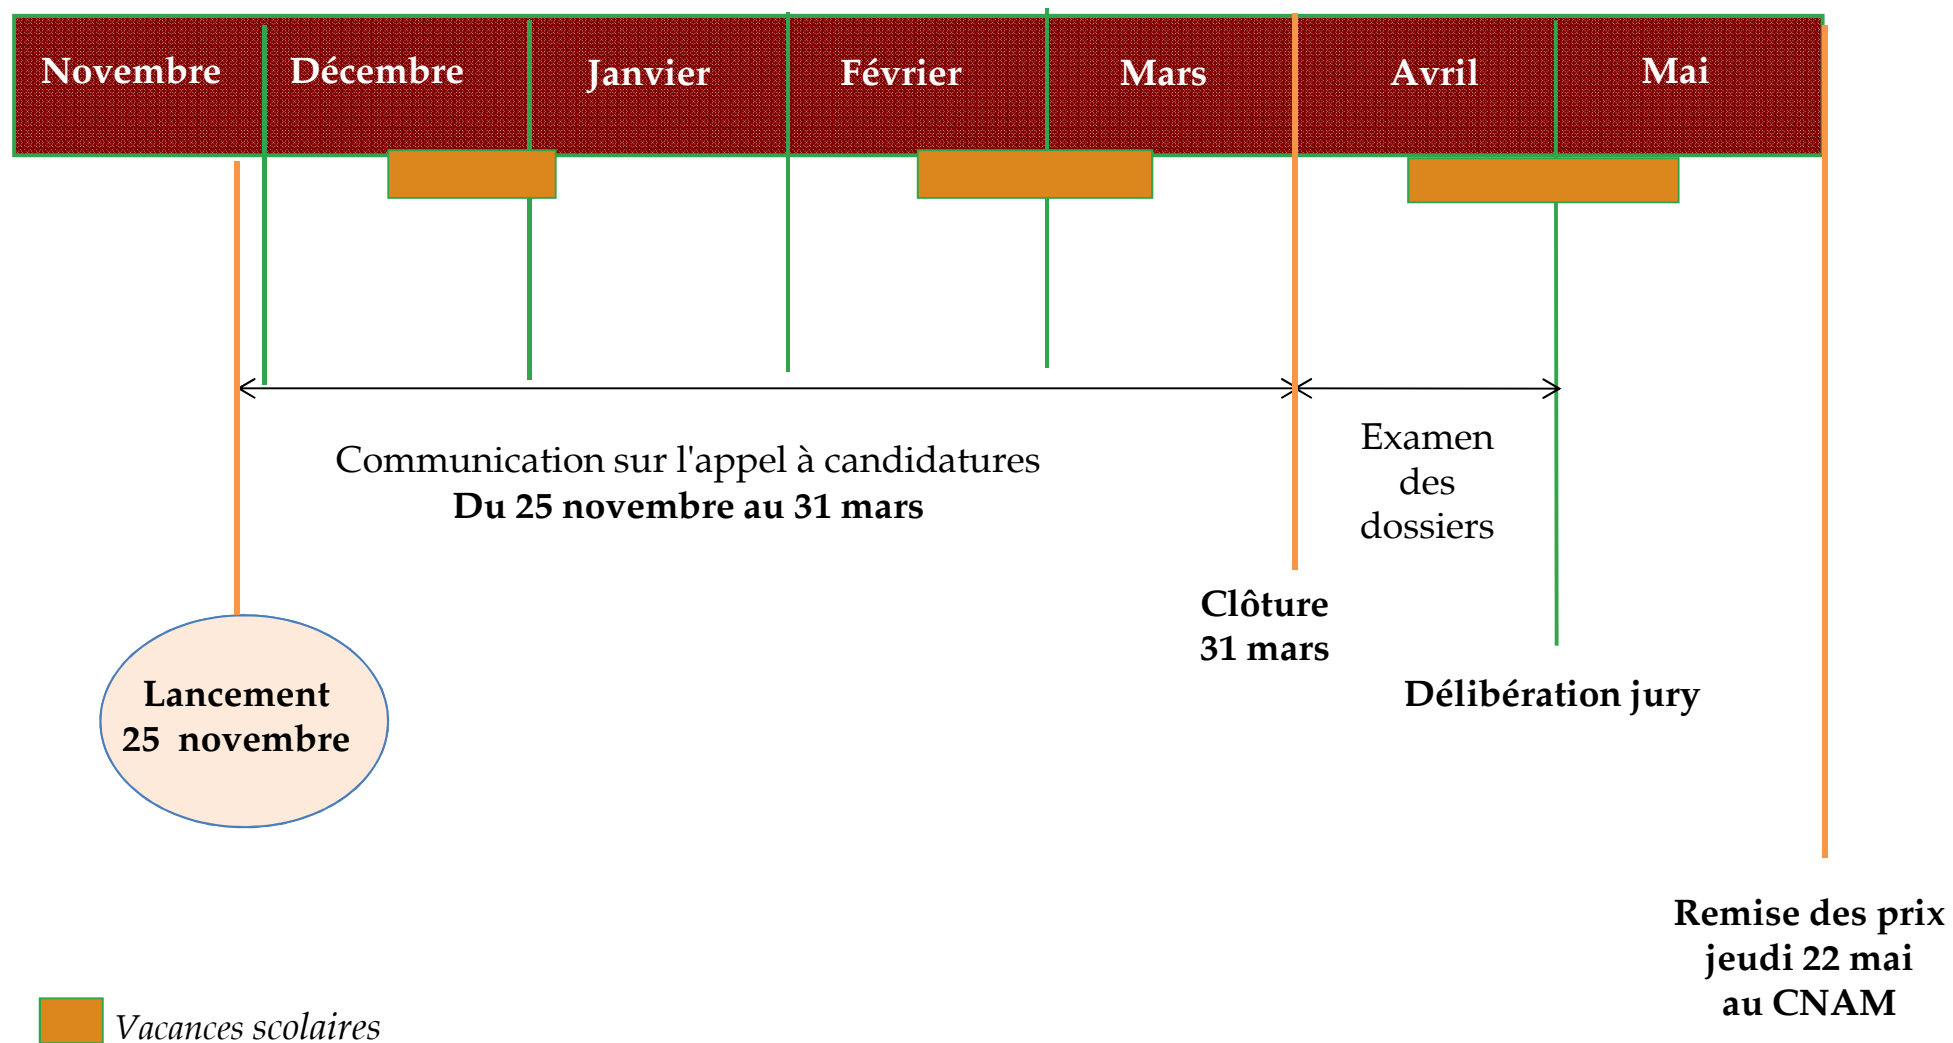 Novembre
Décembre
Janvier
Février
Mars
Avril
Mai
Communication sur l'appel à candidatures
Du 25 novembre au 31 mars
Examen
des
dossiers
Clôture
31 mars
Lancement
25 novembre
Délibération jury
Remise des prix
jeudi 22 mai
au CNAM
Vacances scolaires